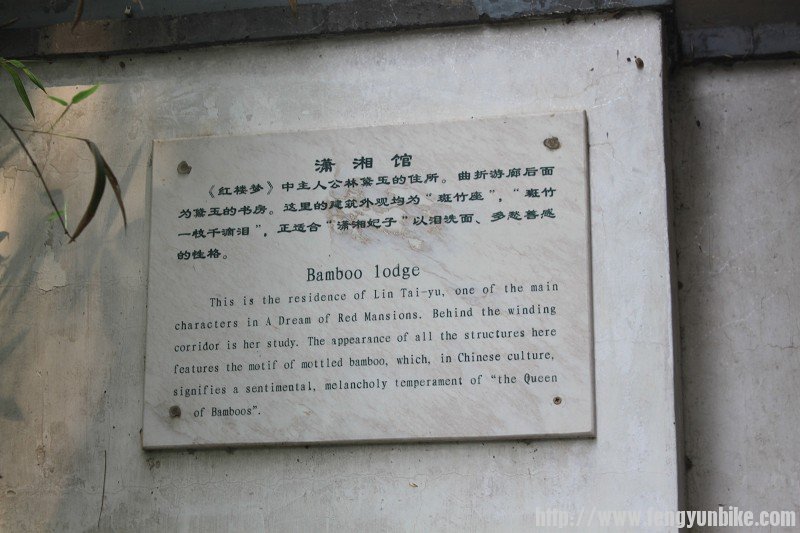 潇湘馆
《红楼梦》中主人公林黛玉的住所。曲折游廊后面
为黛玉的书房。这里的建筑外观均为“斑竹座”，“斑竹
一枝千滴泪”，正适合“潇湘妃子”以泪洗面、多愁善感
的性格。
Bamboo lodge
This is the residence of Lin Tai-yu, one of the main
characters in A Dream of Red Mansions. Behind the winding
corridor is her study. The appearance of all the structures here
features the motif of mottled bamboo, which, in Chinese culture,
signifies a sentimental, melancholy temperament of “the Queen
of Bamboos”.
http://www.fengyunbike.com